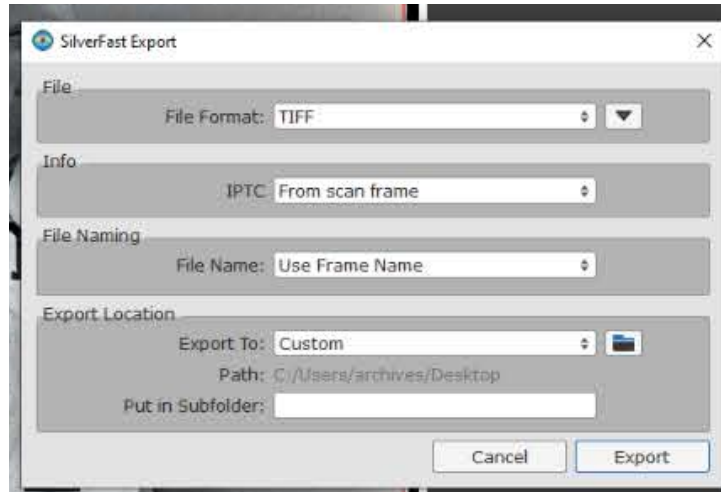 SilverFast Export
File
File Format: TIFF
Info
IPTC From scan frame
File Naming
File Name: Use Frame Name
Export Location
Export To: Custom
Path: C:/Users/archives/Desktop
Put in Subfolder:
Cancel Export